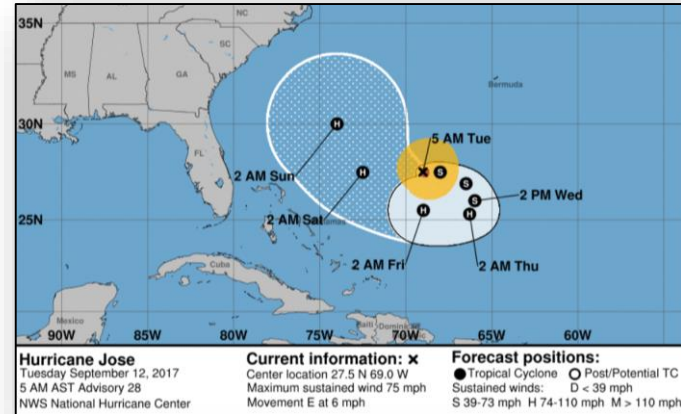 35N
NC
SC
MS AL GA
Bermuda
30N
5 AM Tue
H
FL
S
2 AM Sun
H
H
2 AM Sat
S
2 PM Wed
25N
H
H
2 AM Fri
2 AM Thu
Cuba
Mexico
Haiti
90W 85W 80W 75W 70W 65W 60W
Hurricane Jose
Tuesday September 12, 2017
5 AM AST Advisory 28
NWS National Hurricane Center
Current information: x
Center location 27.5 N 69.0 W
Maximum sustained wind 75 mph
Movement E at 6 mph
Forecast positions:
Tropical Cyclone Post/Potential TC
Sustained winds: D < 39 mph
S 39-73 mph H 74-110 mph M > 110 mph